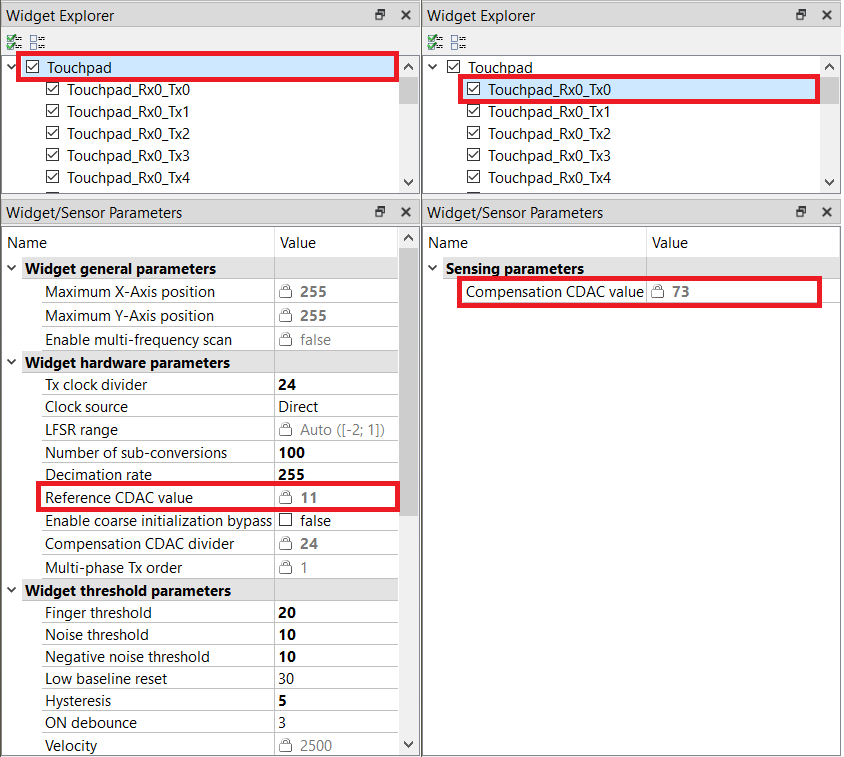 Widget Explorer
Touchpad
Touchpad_Rx0_Tx0
Touchpad_Rx0_Tx1
Touchpad_Rx0_Tx2
Touchpad_Rx0_Tx3
Touchpad_Rx0_Tx4
Widget/Sensor Parameters
Name Value
Widget general parameters
Maximum X-Axis position 255
Maximum Y-Axis position 255
Enable multi-frequency scan false
Widget hardware parameters
Tx clock divider 24
Clock source Direct
LFSR range Auto ([-2; 1])
Number of sub-conversions 100
Decimation rate 255
Reference CDAC value 11
Enable coarse initialization bypass false
Compensation CDAC divider 24
Multi-phase Tx order 1
Widget threshold parameters
Finger threshold 20
Noise threshold 10
Negative noise threshold 10
Low baseline reset 30
Hysteresis 5
ON debounce 3
Velocity 2500
Widget Explorer
Touchpad
Touchpad_Rx0_Tx0
Touchpad_Rx0_Tx1
Touchpad_Rx0_Tx2
Touchpad_Rx0_Tx3
Touchpad_Rx0_Tx4
Widget/Sensor Parameters
Name Value
Sensing parameters
Compensation CDAC value 73